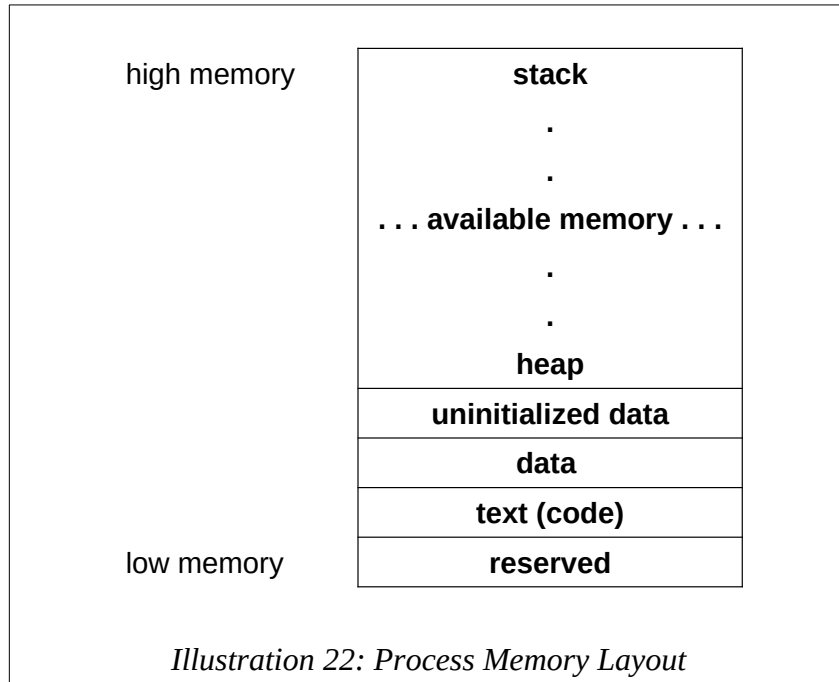 high memory stack
.
.
. . . available memory . . .
.
.
heap
uninitialized data
data
text (code)
low memory reserved
Illustration 22: Process Memory Layout